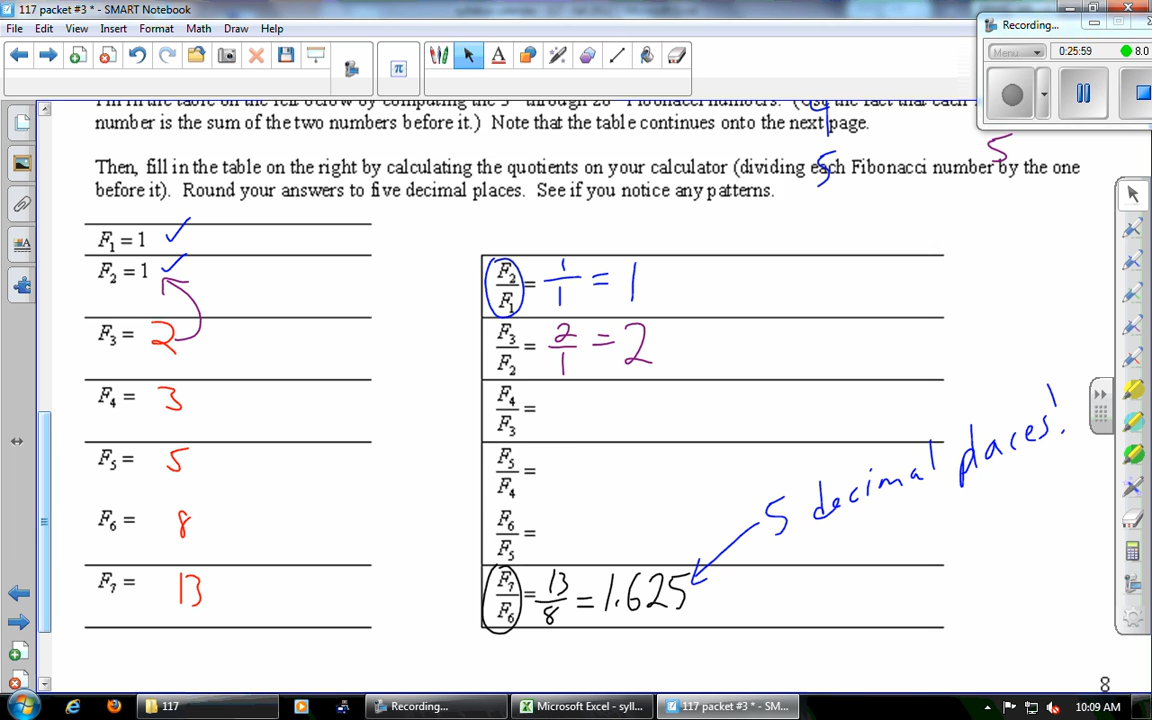 117 packet #3 * - SMART Notebook
File Edit View Insert Format Math Draw Help
Recording...
Menu
0:25:59
8.0
number is the sum of the two numbers before it.) Note that the table continues onto the next page.
5
5
Then, fill in the table on the right by calculating the quotients on your calculator (dividing each Fibonacci number by the one
before it). Round your answers to five decimal places. See if you notice any patterns.
F₁ = 1 ✓
F₂ = 1 ✓
F₃ = 2
F₄ = 3
F₅ = 5
F₆ = 8
F₇ = 13
F₂/F₁ = 1/1 = 1
F₃/F₂ = 2/1 = 2
F₄/F₃ =
F₅/F₄ =
F₆/F₅ =
F₇/F₆ = 13/8 = 1.625
5 decimal places!
8
117
Recording...
Microsoft Excel - syll...
117 packet #3 * - SM...
10:09 AM